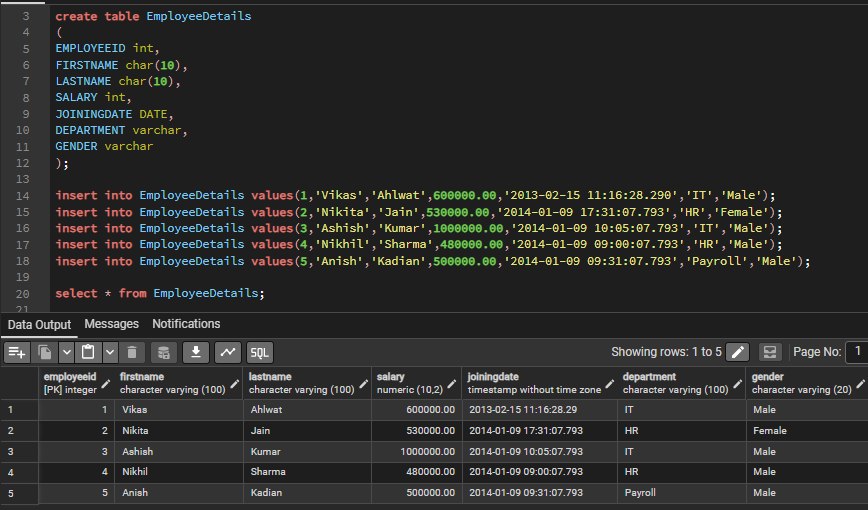 3 create table EmployeeDetails
4 (
5 EMPLOYEEID int,
6 FIRSTNAME char(10),
7 LASTNAME char(10),
8 SALARY int,
9 JOININGDATE DATE,
10 DEPARTMENT varchar,
11 GENDER varchar
12 );
13
14 insert into EmployeeDetails values(1,'Vikas','Ahlwat',600000.00,'2013-02-15 11:16:28.290','IT','Male');
15 insert into EmployeeDetails values(2,'Nikita','Jain',530000.00,'2014-01-09 17:31:07.793','HR','Female');
16 insert into EmployeeDetails values(3,'Ashish','Kumar',1000000.00,'2014-01-09 10:05:07.793','IT','Male');
17 insert into EmployeeDetails values(4,'Nikhil','Sharma',480000.00,'2014-01-09 09:00:07.793','HR','Male');
18 insert into EmployeeDetails values(5,'Anish','Kadian',500000.00,'2014-01-09 09:31:07.793','Payroll','Male');
19
20 select * from EmployeeDetails;
21
Data Output Messages Notifications
SQL Showing rows: 1 to 5 Page No: 1
employeeid firstname lastname salary joiningdate department gender
[PK] integer character varying (100) character varying (100) numeric (10,2) timestamp without time zone character varying (100) character varying (20)
1 1 Vikas Ahlwat 600000.00 2013-02-15 11:16:28.29 IT Male
2 2 Nikita Jain 530000.00 2014-01-09 17:31:07.793 HR Female
3 3 Ashish Kumar 1000000.00 2014-01-09 10:05:07.793 IT Male
4 4 Nikhil Sharma 480000.00 2014-01-09 09:00:07.793 HR Male
5 5 Anish Kadian 500000.00 2014-01-09 09:31:07.793 Payroll Male